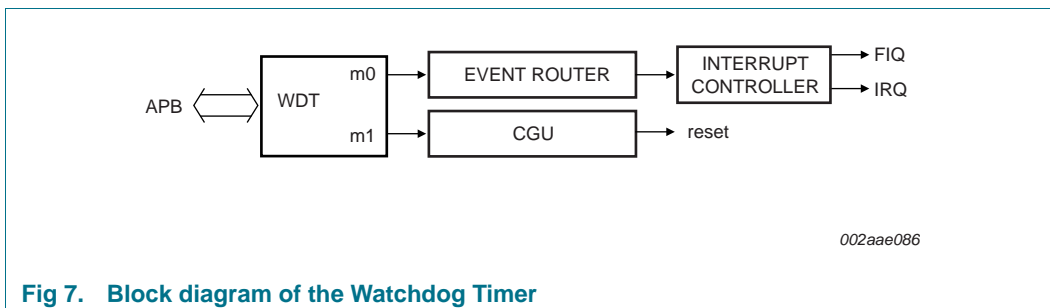 APB
WDT
m0
m1
EVENT ROUTER
CGU
INTERRUPT
CONTROLLER
FIQ
IRQ
reset
002aae086
Fig 7. Block diagram of the Watchdog Timer